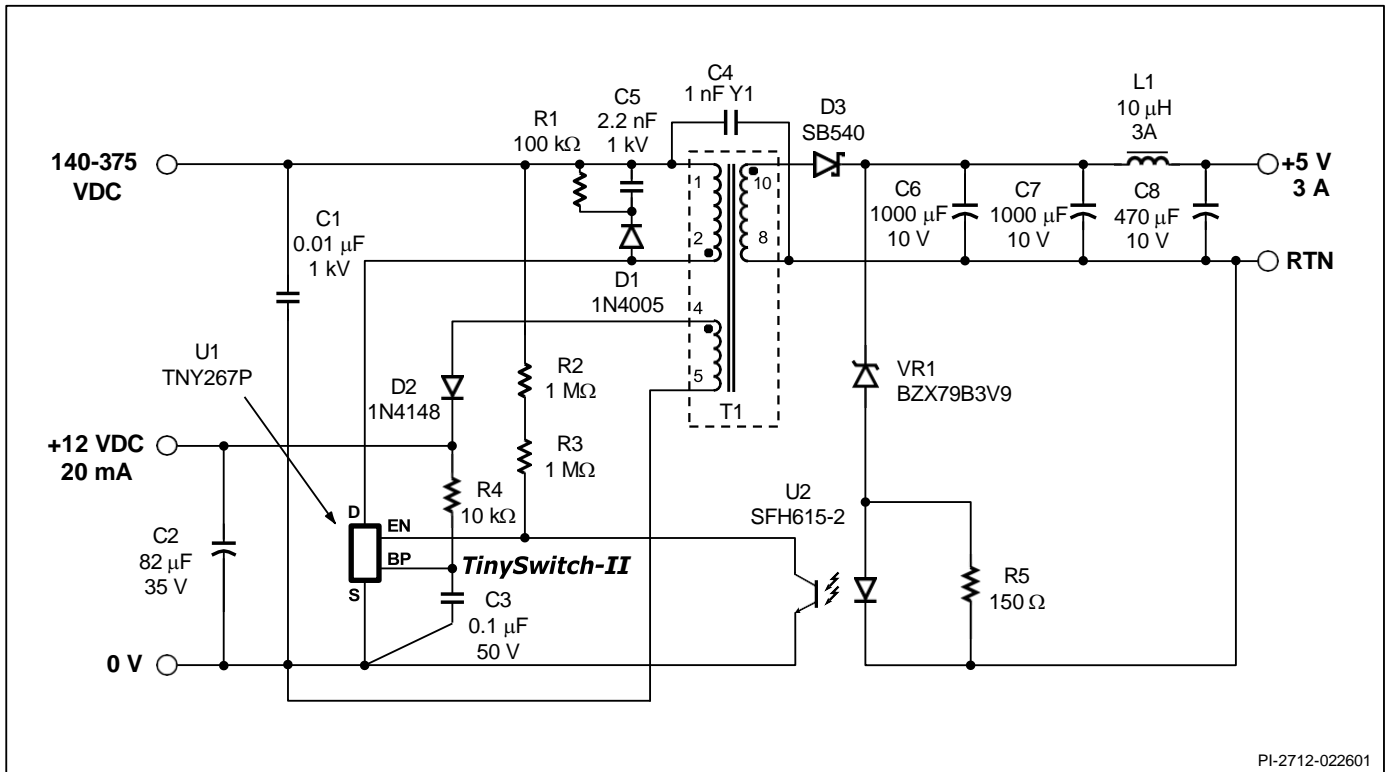 C4
1 nF Y1
C5
2.2 nF
1 kV
R1
100 kΩ
D3
SB540
L1
10 μH
3A
140-375
VDC
+5 V
3 A
1
10
2
8
C1
0.01 μF
1 kV
C6
1000 μF
10 V
C7
1000 μF
10 V
C8
470 μF
10 V
RTN
D1
1N4005
4
5
T1
U1
TNY267P
D2
1N4148
R2
1 MΩ
VR1
BZX79B3V9
+12 VDC
20 mA
R3
1 MΩ
R4
10 kΩ
U2
SFH615-2
D
EN
BP
S
TinySwitch-II
C2
82 μF
35 V
C3
0.1 μF
50 V
R5
150 Ω
0 V
PI-2712-022601